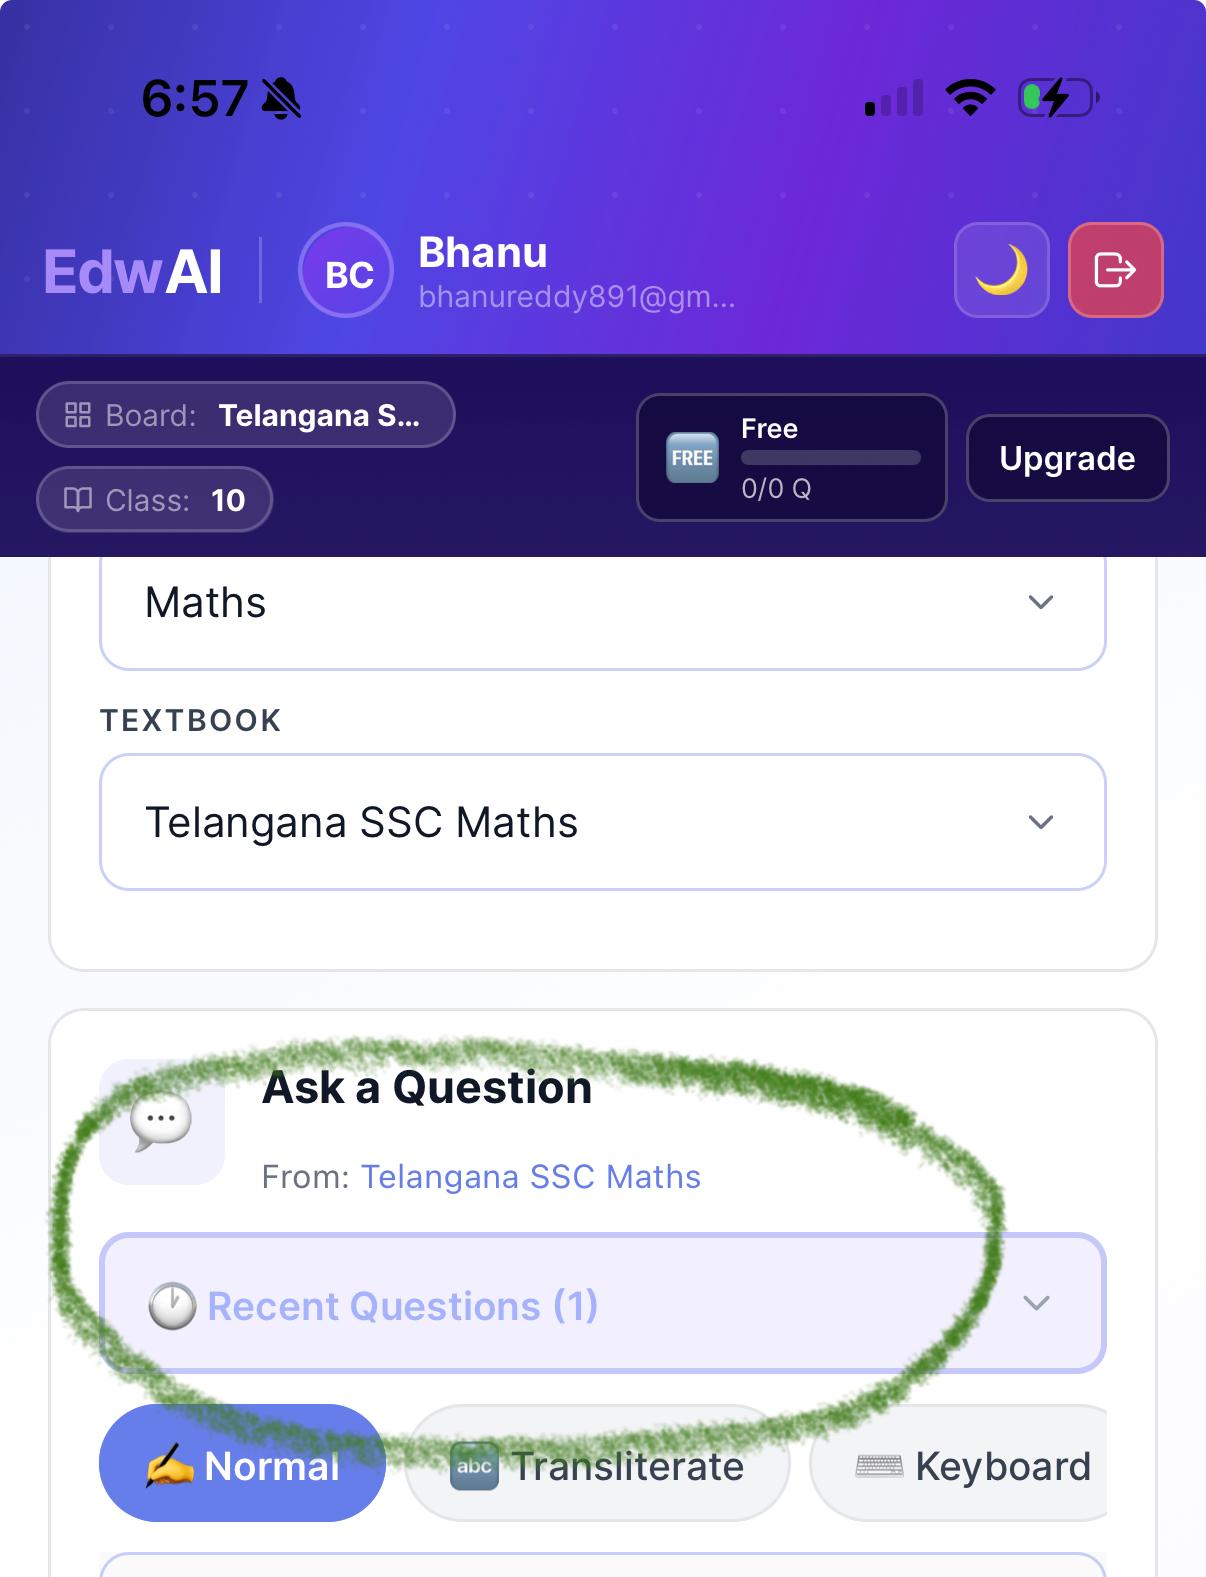 6:57
EdwAI
BC
Bhanu
bhanureddy891@gm...
Board: Telangana S...
Class: 10
FREE
Free
0/0 Q
Upgrade
Maths
TEXTBOOK
Telangana SSC Maths
Ask a Question
From: Telangana SSC Maths
Recent Questions (1)
Normal
abc Transliterate
Keyboard